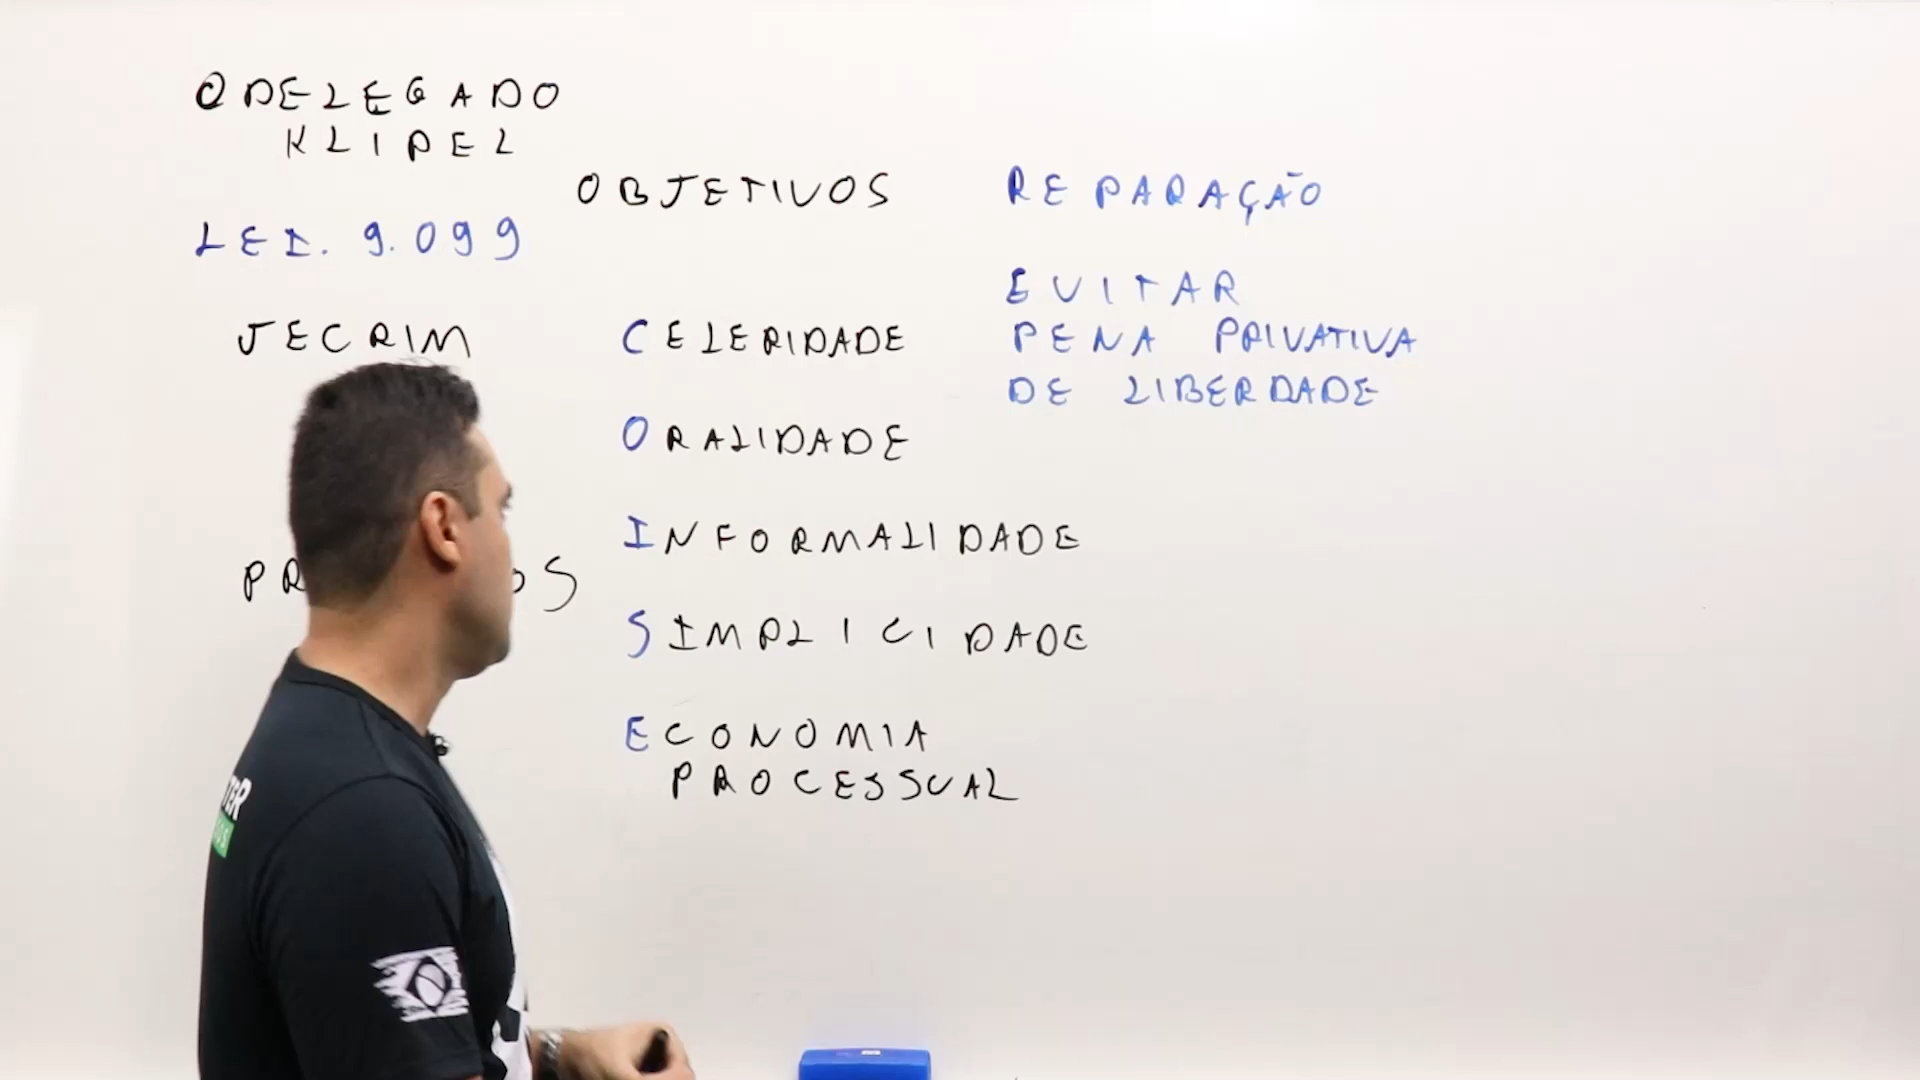 @DELEGADO
KLIPEL
OBJETIVOS
REPARAÇÃO
LEI. 9.099
EVITAR
PENA PRIVATIVA
DE LIBERDADE
JECRIM
CELERIDADE
ORALIDADE
INFORMALIDADE
SIMPLICIDADE
ECONOMIA
PROCESSUAL